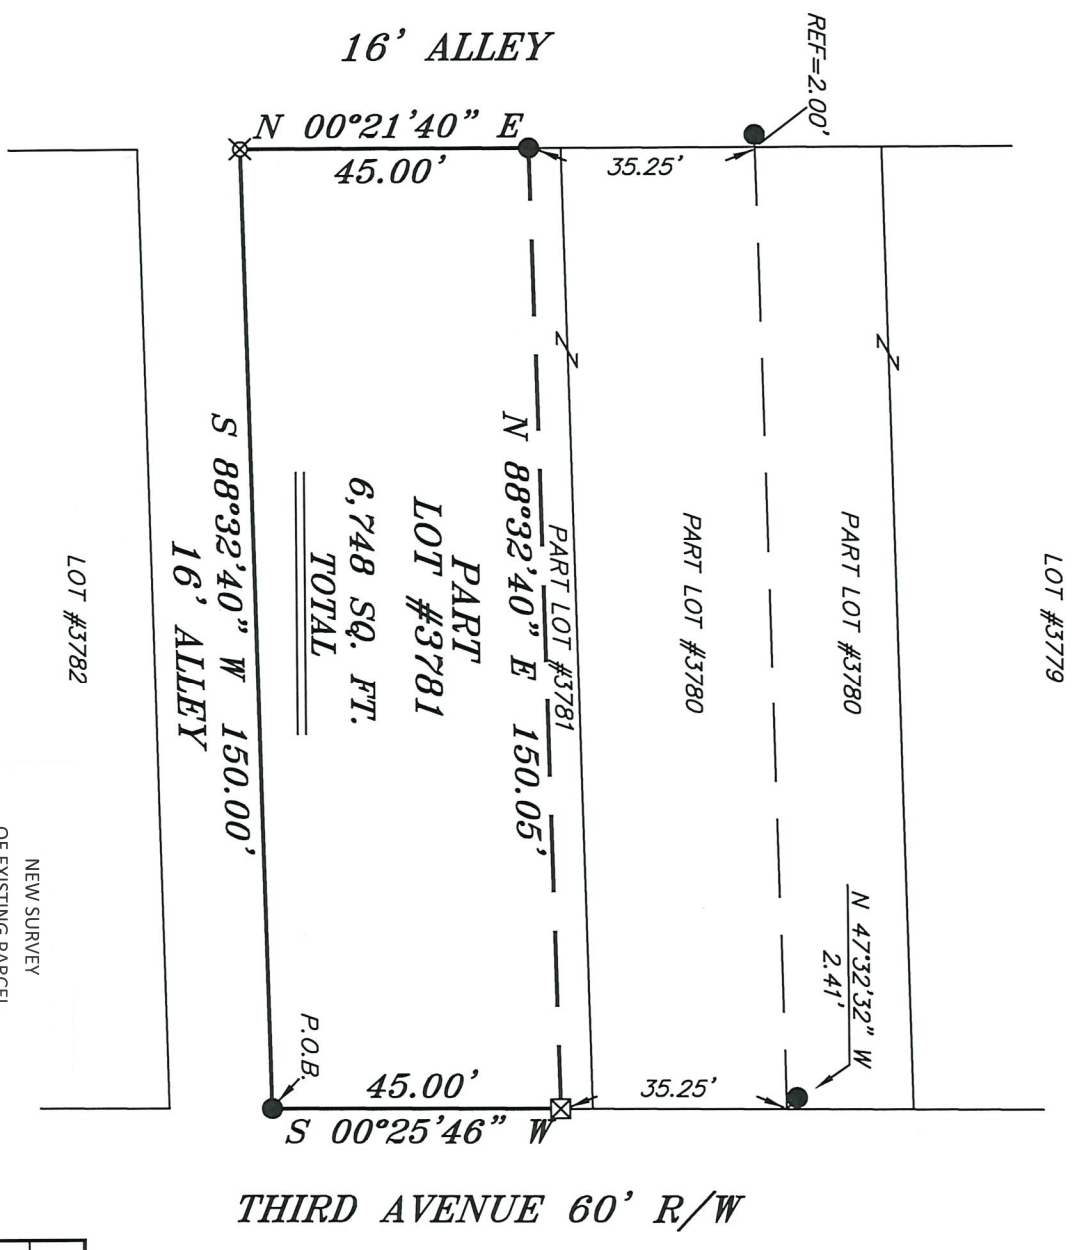 16' ALLEY
REF=2.00'
N 00°21'40" E
45.00'
35.25'
S 88°32'40" W 150.00'
16' ALLEY
N 88°32'40" E 150.05'
PART
LOT #3781
6,748 SQ. FT.
TOTAL
PART LOT #3781
PART LOT #3780
PART LOT #3780
LOT #3779
LOT #3782
NEW SURVEY
OF EXISTING PARCEL
N 47°32'32" W
2.41'
P.O.B.
45.00'
35.25'
S 00°25'46" W
THIRD AVENUE 60' R/W